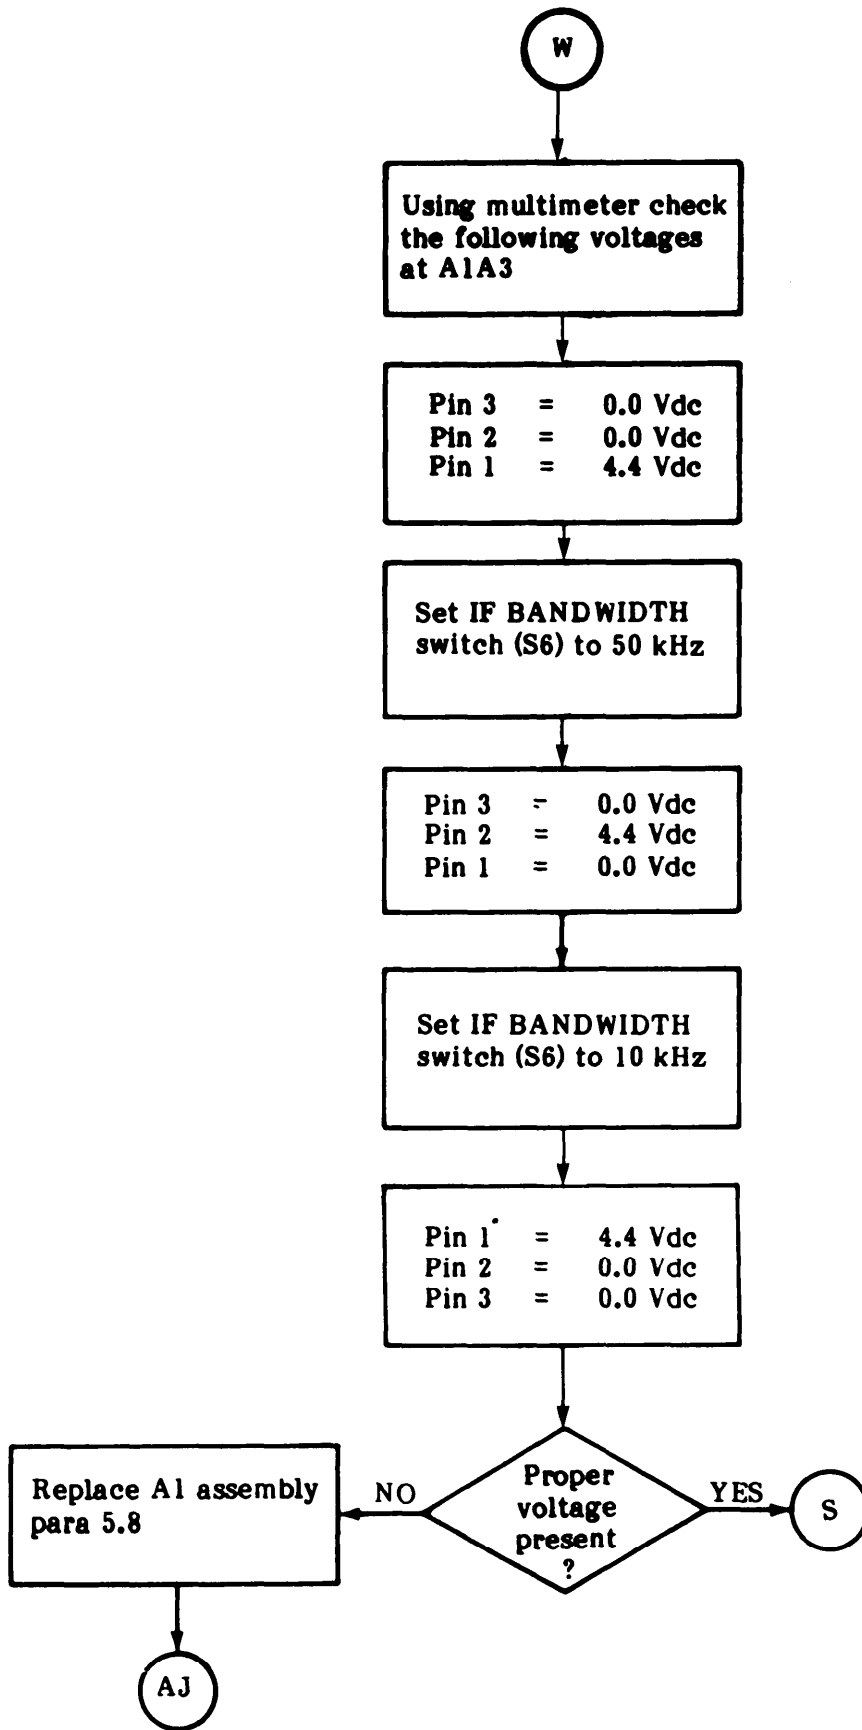 W
Using multimeter check
the following voltages
at A1A3
Pin 3 = 0.0 Vdc
Pin 2 = 0.0 Vdc
Pin 1 = 4.4 Vdc
Set IF BANDWIDTH
switch (S6) to 50 kHz
Pin 3 = 0.0 Vdc
Pin 2 = 4.4 Vdc
Pin 1 = 0.0 Vdc
Set IF BANDWIDTH
switch (S6) to 10 kHz
Pin 1 = 4.4 Vdc
Pin 2 = 0.0 Vdc
Pin 3 = 0.0 Vdc
Proper
voltage
present
?
NO
YES
Replace A1 assembly
para 5.8
S
AJ